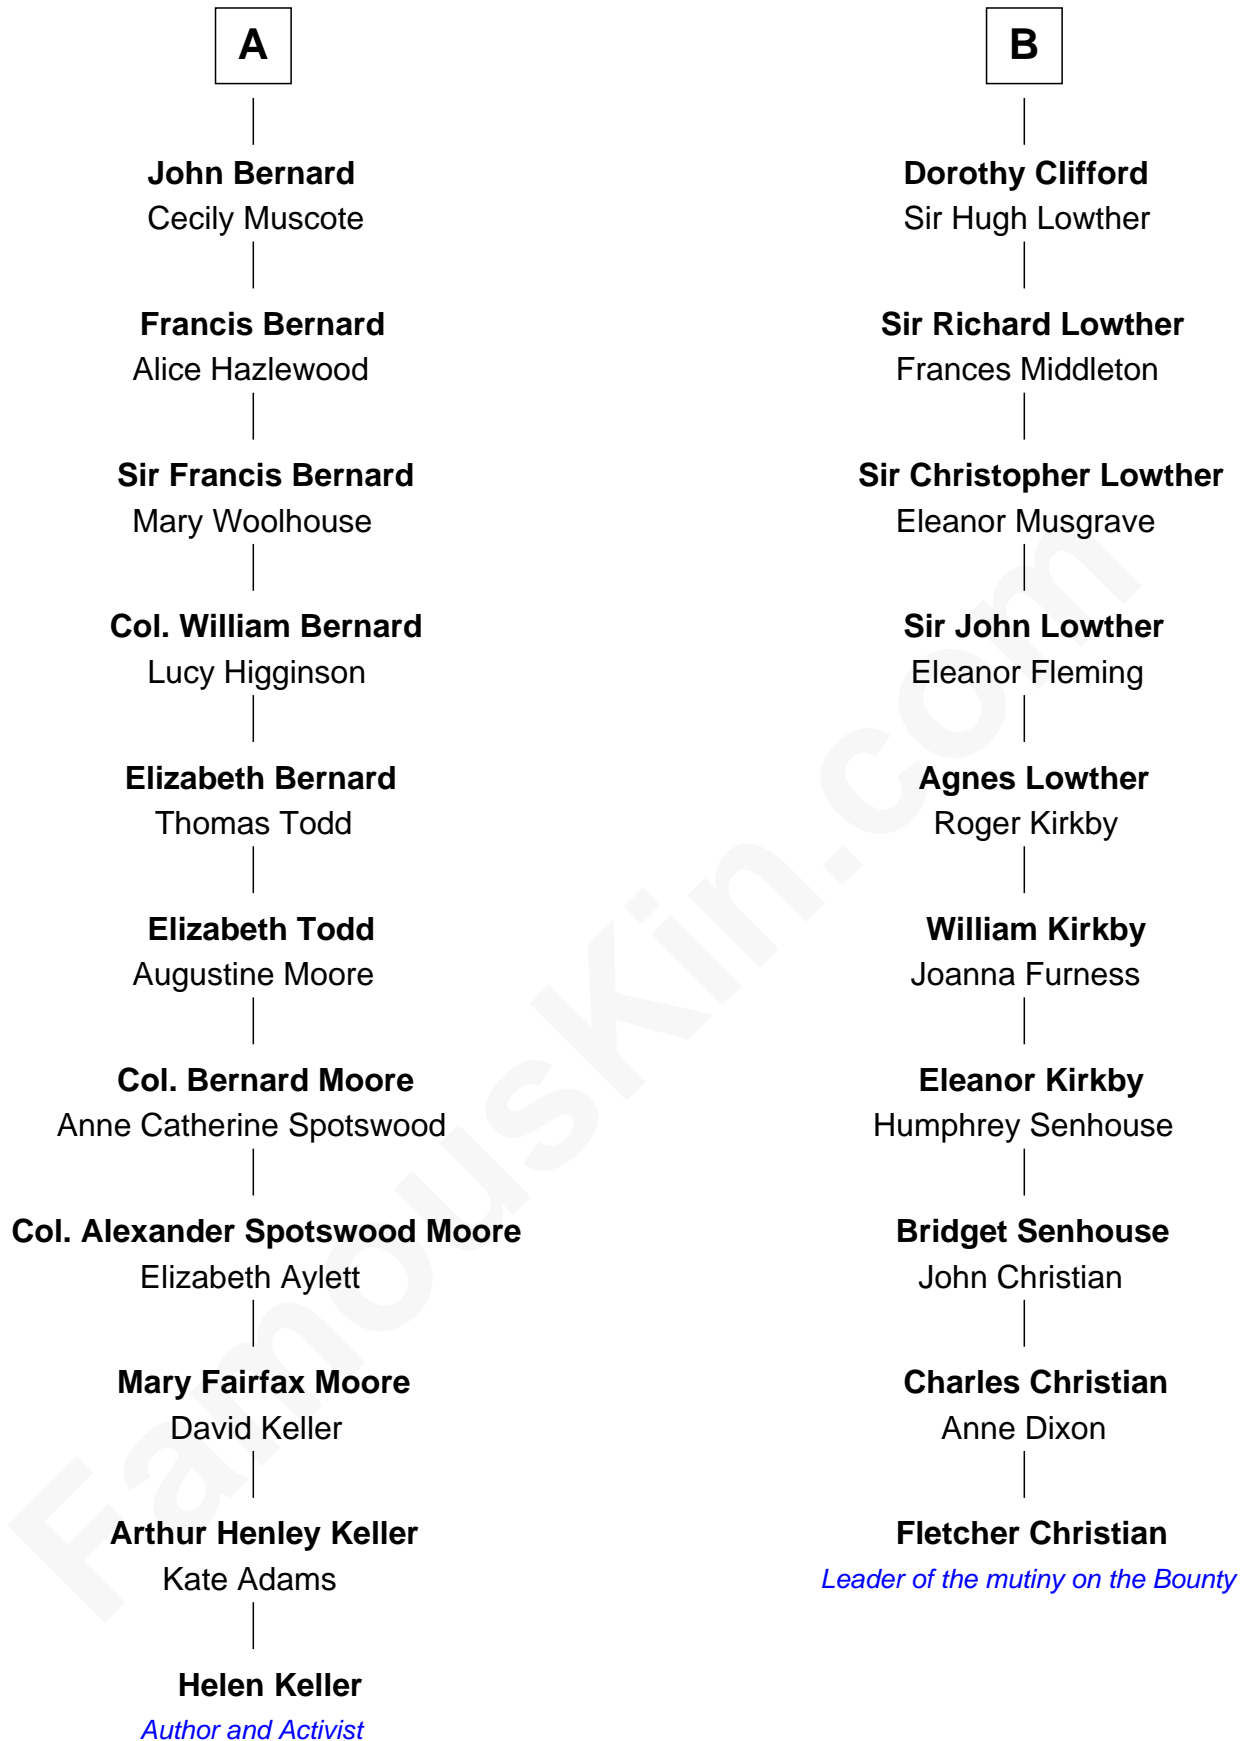 A
John Bernard
Cecily Muscote
Francis Bernard
Alice Hazlewood
Sir Francis Bernard
Mary Woolhouse
Col. William Bernard
Lucy Higginson
Elizabeth Bernard
Thomas Todd
Elizabeth Todd
Augustine Moore
Col. Bernard Moore
Anne Catherine Spotswood
Col. Alexander Spotswood Moore
Elizabeth Aylett
Mary Fairfax Moore
David Keller
Arthur Henley Keller
Kate Adams
Helen Keller
Author and Activist
B
Dorothy Clifford
Sir Hugh Lowther
Sir Richard Lowther
Frances Middleton
Sir Christopher Lowther
Eleanor Musgrave
Sir John Lowther
Eleanor Fleming
Agnes Lowther
Roger Kirkby
William Kirkby
Joanna Furness
Eleanor Kirkby
Humphrey Senhouse
Bridget Senhouse
John Christian
Charles Christian
Anne Dixon
Fletcher Christian
Leader of the mutiny on the Bounty
FamousKin.com